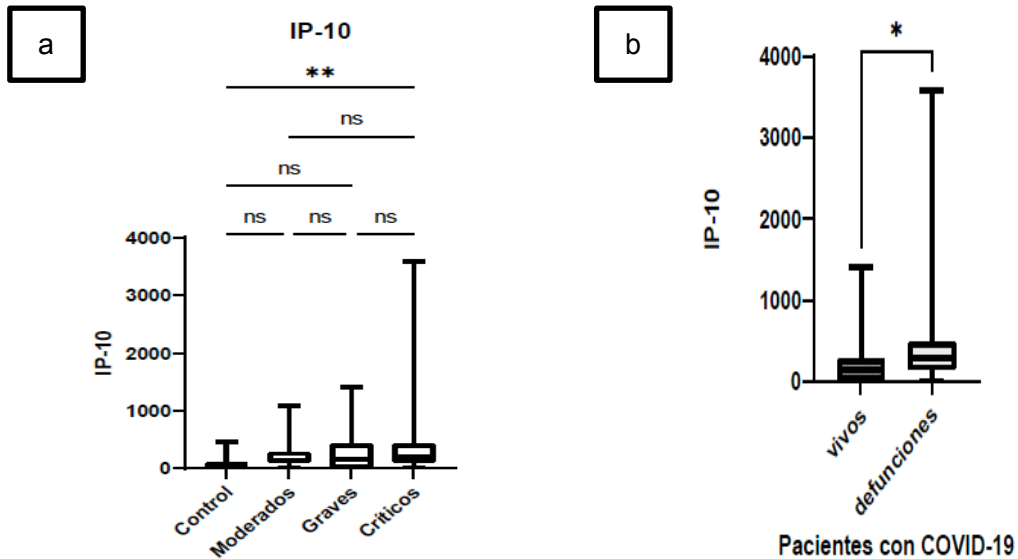 a
IP-10
**
ns
ns
ns ns ns
4000
3000
2000
1000
0
IP-10
Control
Moderados
Graves
Críticos
b
*
4000
3000
2000
1000
0
IP-10
vivos
defunciones
Pacientes con COVID-19